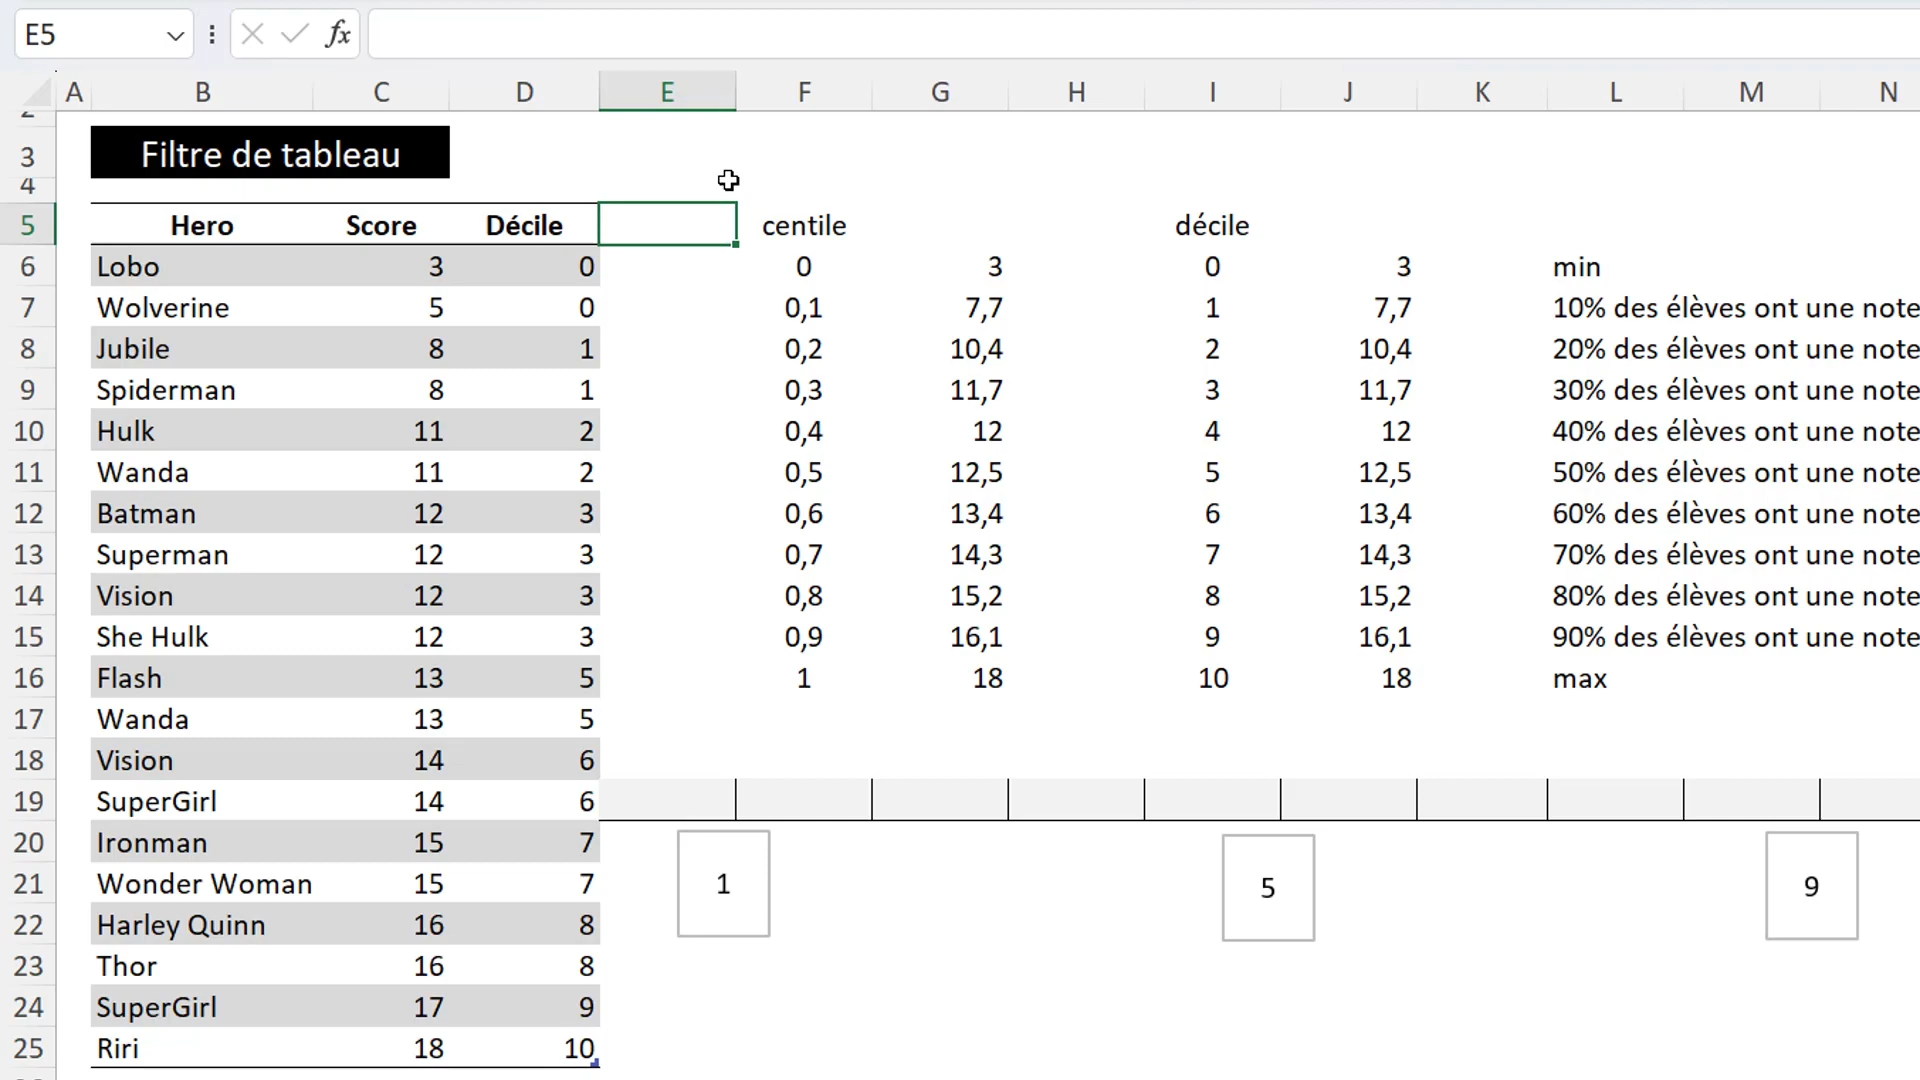 E5 fx
A B C D E F G H I J K L M N
3 Filtre de tableau
4
5 Hero Score Décile centile décile
6 Lobo 3 0 0 3 0 3 min
7 Wolverine 5 0 0,1 7,7 1 7,7 10% des élèves ont une note
8 Jubile 8 1 0,2 10,4 2 10,4 20% des élèves ont une note
9 Spiderman 8 1 0,3 11,7 3 11,7 30% des élèves ont une note
10 Hulk 11 2 0,4 12 4 12 40% des élèves ont une note
11 Wanda 11 2 0,5 12,5 5 12,5 50% des élèves ont une note
12 Batman 12 3 0,6 13,4 6 13,4 60% des élèves ont une note
13 Superman 12 3 0,7 14,3 7 14,3 70% des élèves ont une note
14 Vision 12 3 0,8 15,2 8 15,2 80% des élèves ont une note
15 She Hulk 12 3 0,9 16,1 9 16,1 90% des élèves ont une note
16 Flash 13 5 1 18 10 18 max
17 Wanda 13 5
18 Vision 14 6
19 SuperGirl 14 6
20 Ironman 15 7
21 Wonder Woman 15 7 1 5 9
22 Harley Quinn 16 8
23 Thor 16 8
24 SuperGirl 17 9
25 Riri 18 10